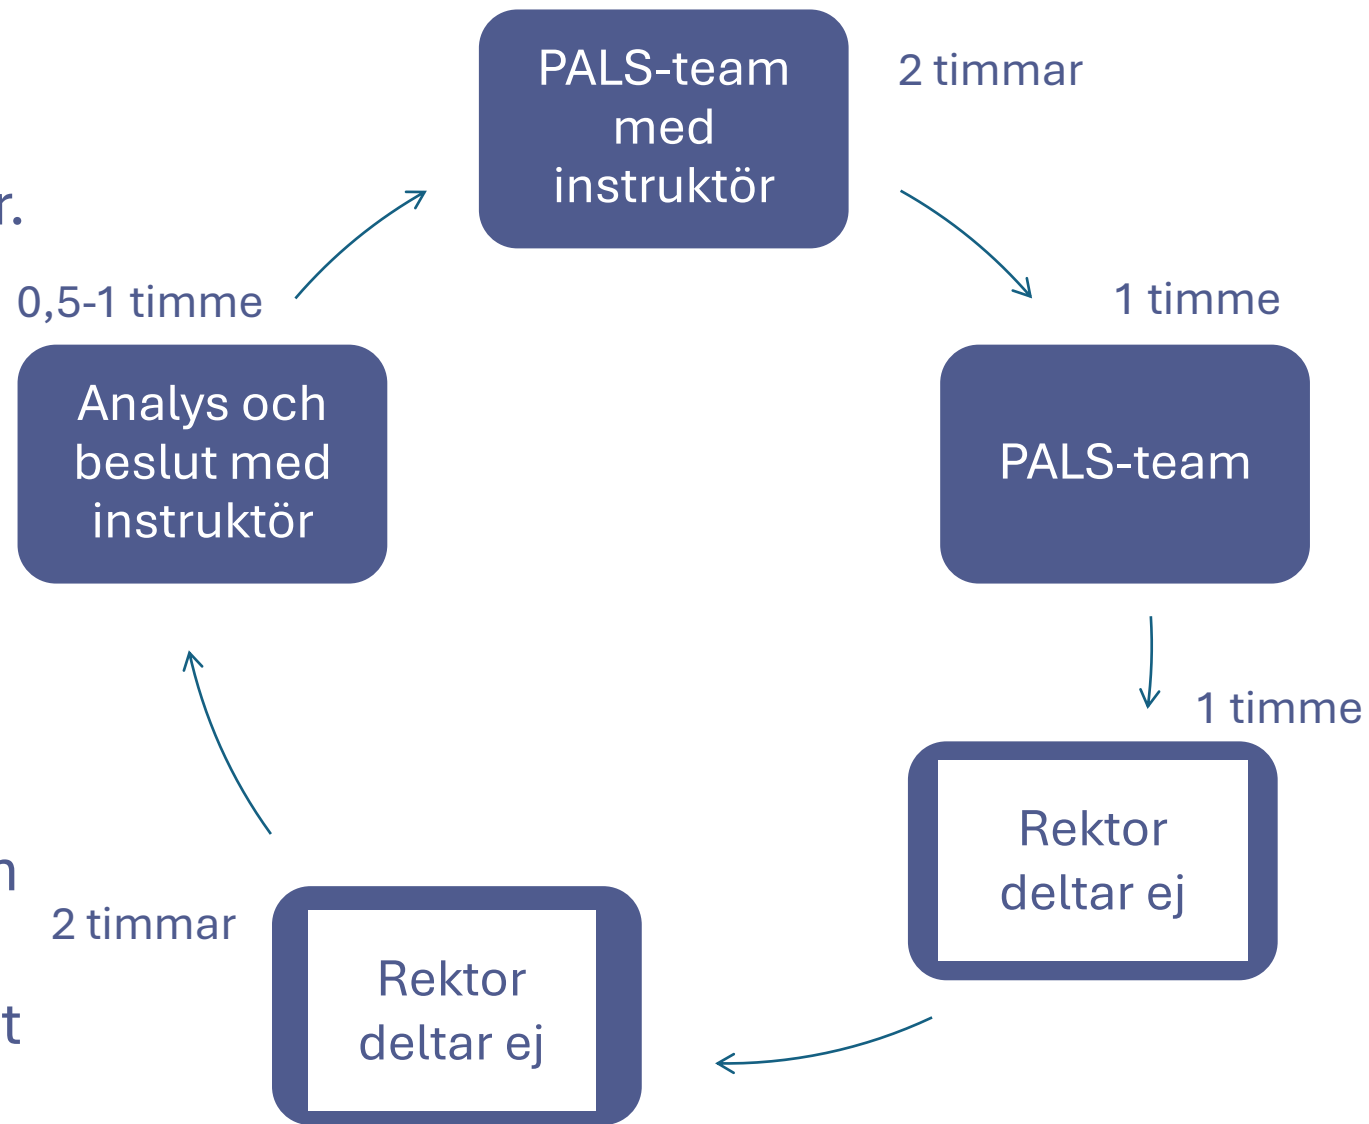 PALS-team
med
instruktör
2 timmar
r.
0,5-1 timme
1 timme
Analys och
beslut med
instruktör
PALS-team
1 timme
Rektor
deltar ej
2 timmar
Rektor
deltar ej
t